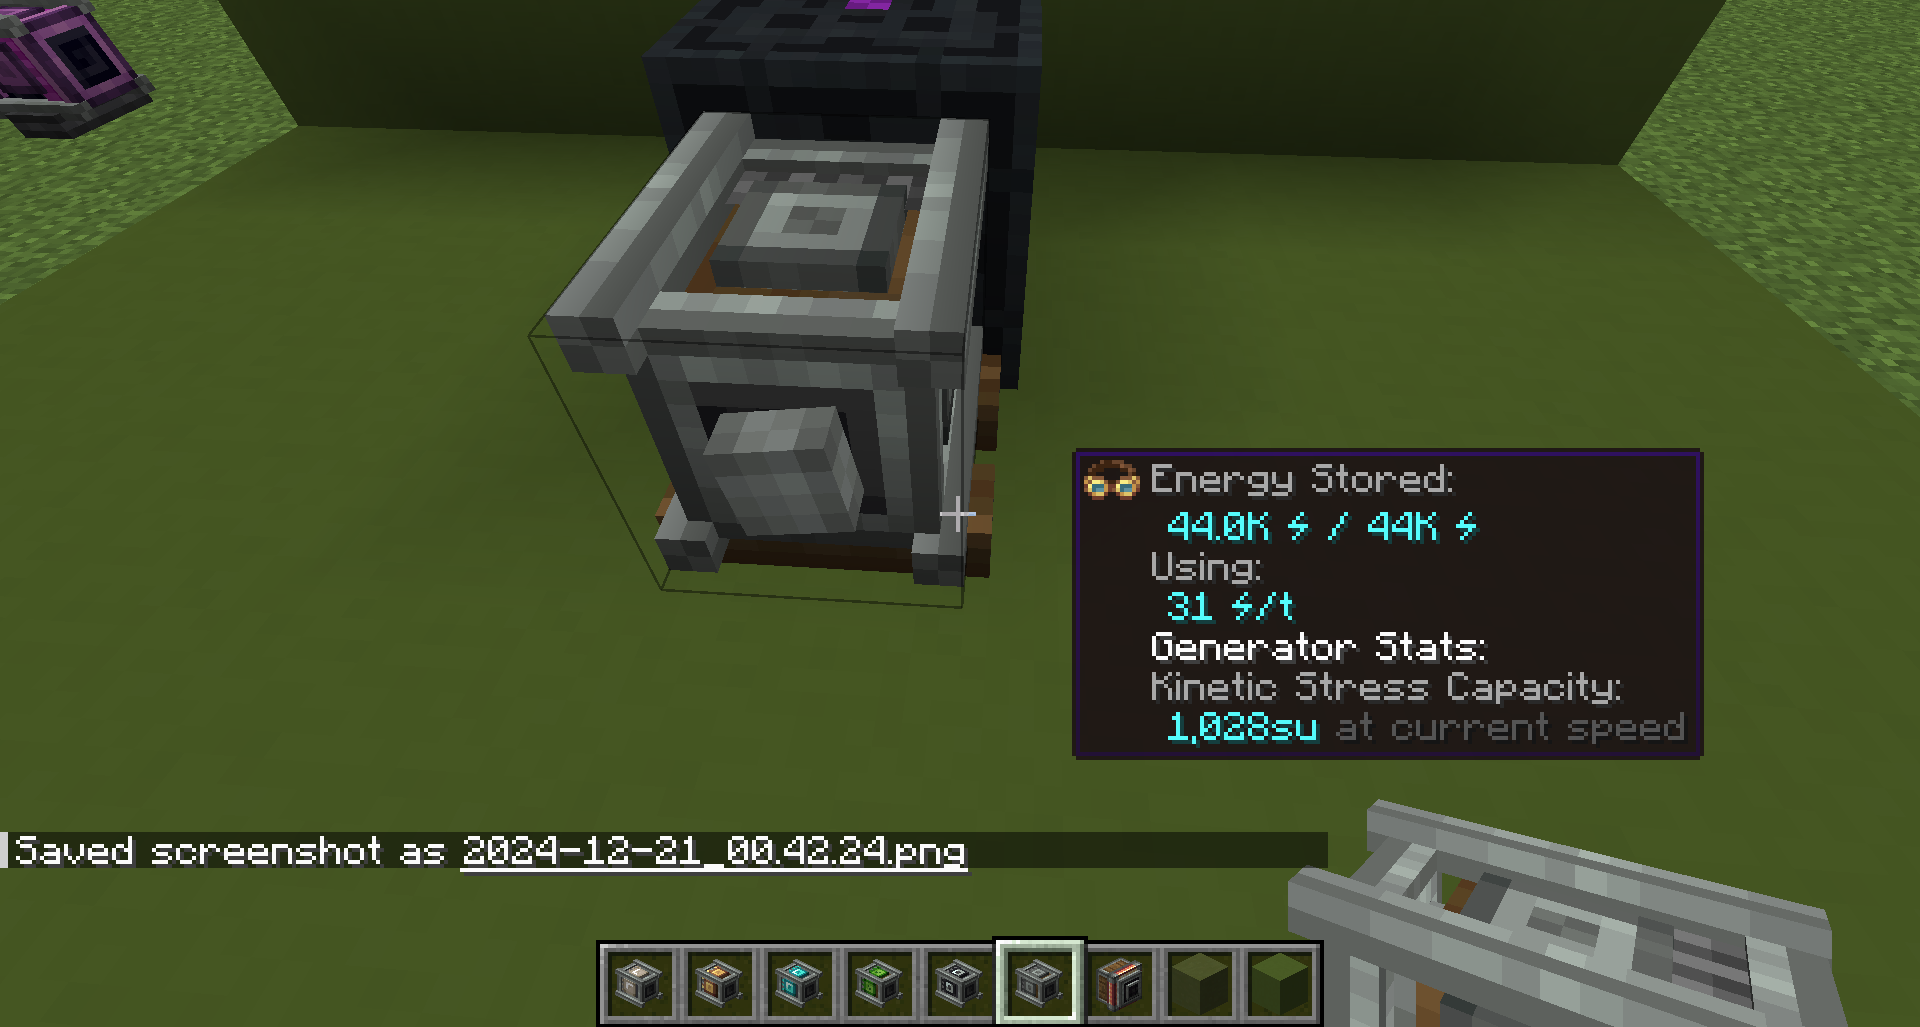 Energy Stored:
44.0K ⚡ / 44K ⚡
Using:
31 ⚡/t
Generator Stats:
Kinetic Stress Capacity:
1,028su at current speed
Saved screenshot as 2024-12-21_00.42.24.png